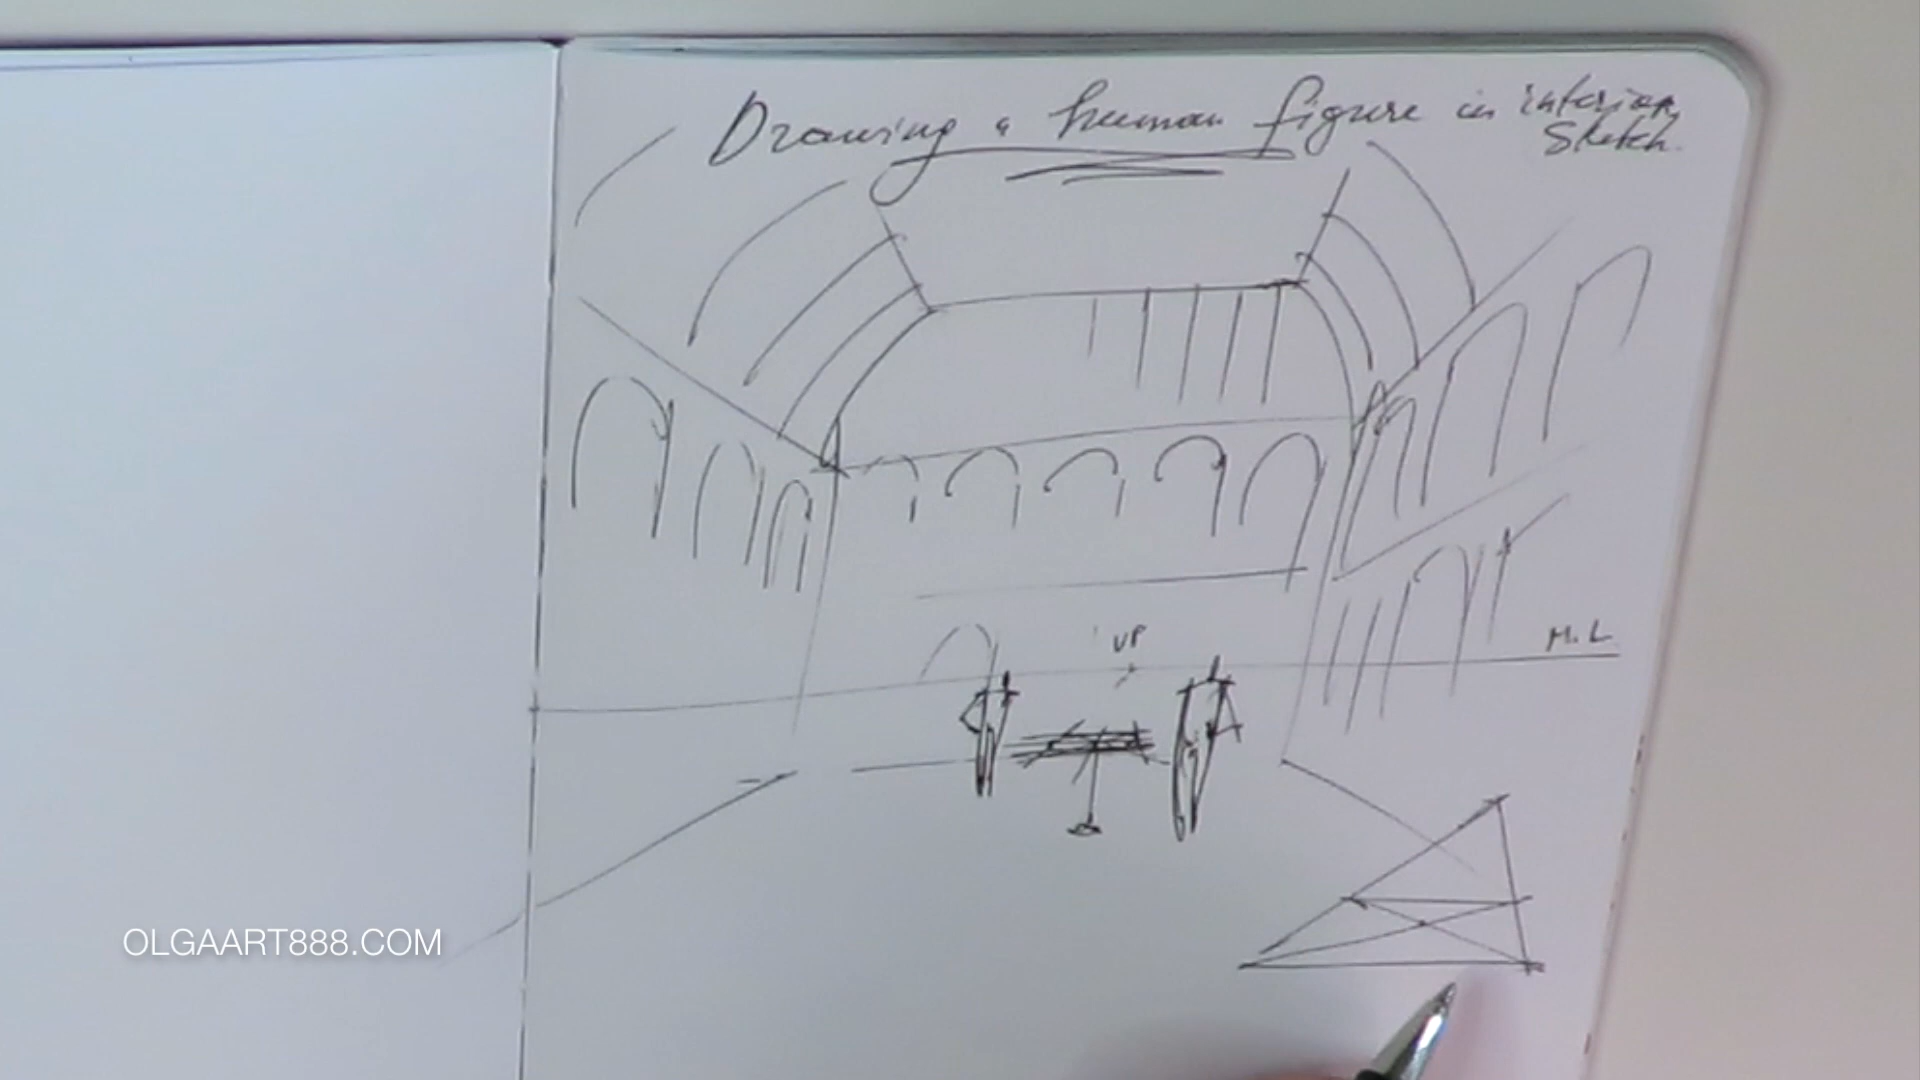 Drawing a human figure in interior
Sketch.
VP
H.L
OLGAART888.COM